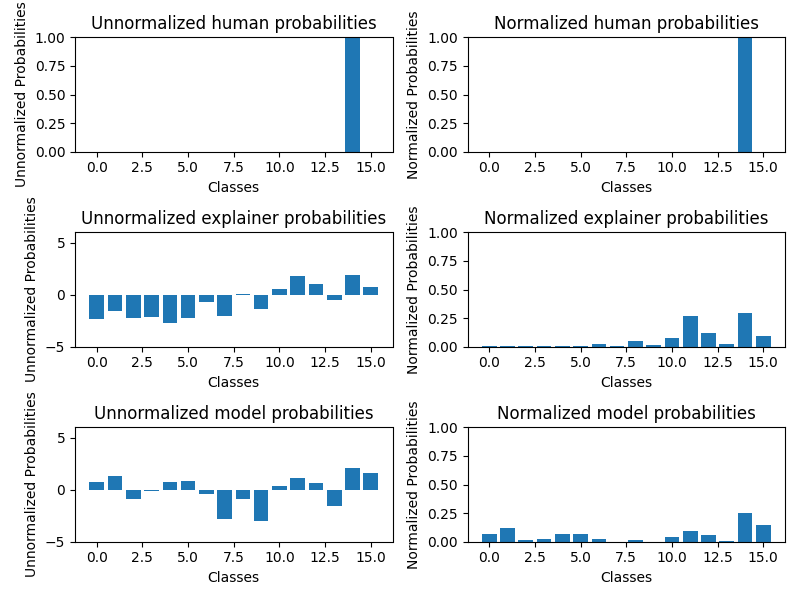 Unnormalized human probabilities
Unnormalized Probabilities
1.00
0.75
0.50
0.25
0.00
0.0 2.5 5.0 7.5 10.0 12.5 15.0
Classes
Normalized human probabilities
Normalized Probabilities
1.00
0.75
0.50
0.25
0.00
0.0 2.5 5.0 7.5 10.0 12.5 15.0
Classes
Unnormalized explainer probabilities
Unnormalized Probabilities
5
0
−5
0.0 2.5 5.0 7.5 10.0 12.5 15.0
Classes
Normalized explainer probabilities
Normalized Probabilities
1.00
0.75
0.50
0.25
0.00
0.0 2.5 5.0 7.5 10.0 12.5 15.0
Classes
Unnormalized model probabilities
Unnormalized Probabilities
5
0
−5
0.0 2.5 5.0 7.5 10.0 12.5 15.0
Classes
Normalized model probabilities
Normalized Probabilities
1.00
0.75
0.50
0.25
0.00
0.0 2.5 5.0 7.5 10.0 12.5 15.0
Classes